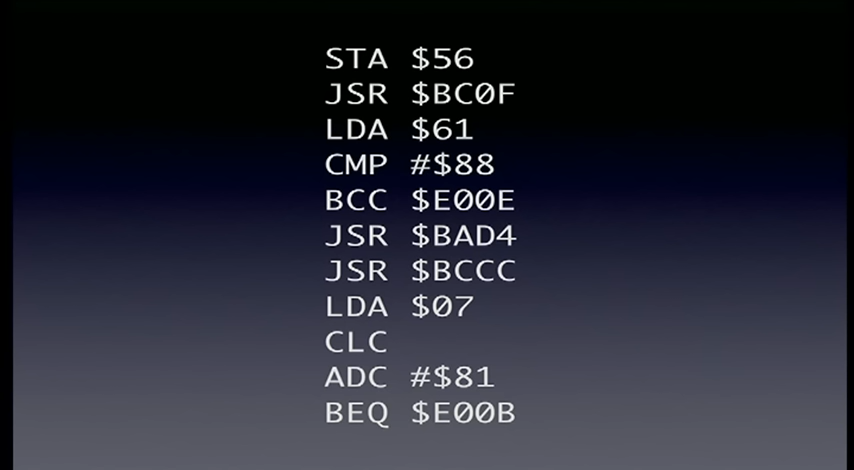 STA $56
JSR $BC0F
LDA $61
CMP #$88
BCC $E00E
JSR $BAD4
JSR $BCCC
LDA $07
CLC
ADC #$81
BEQ $E00B